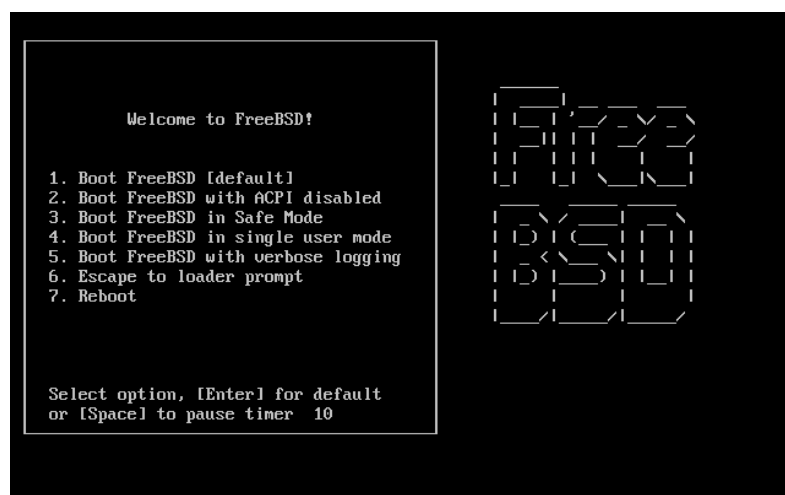 Welcome to FreeBSD!
1. Boot FreeBSD [default]
2. Boot FreeBSD with ACPI disabled
3. Boot FreeBSD in Safe Mode
4. Boot FreeBSD in single user mode
5. Boot FreeBSD with verbose logging
6. Escape to loader prompt
7. Reboot
Select option, [Enter] for default
or [Space] to pause timer  10
Free
BSD